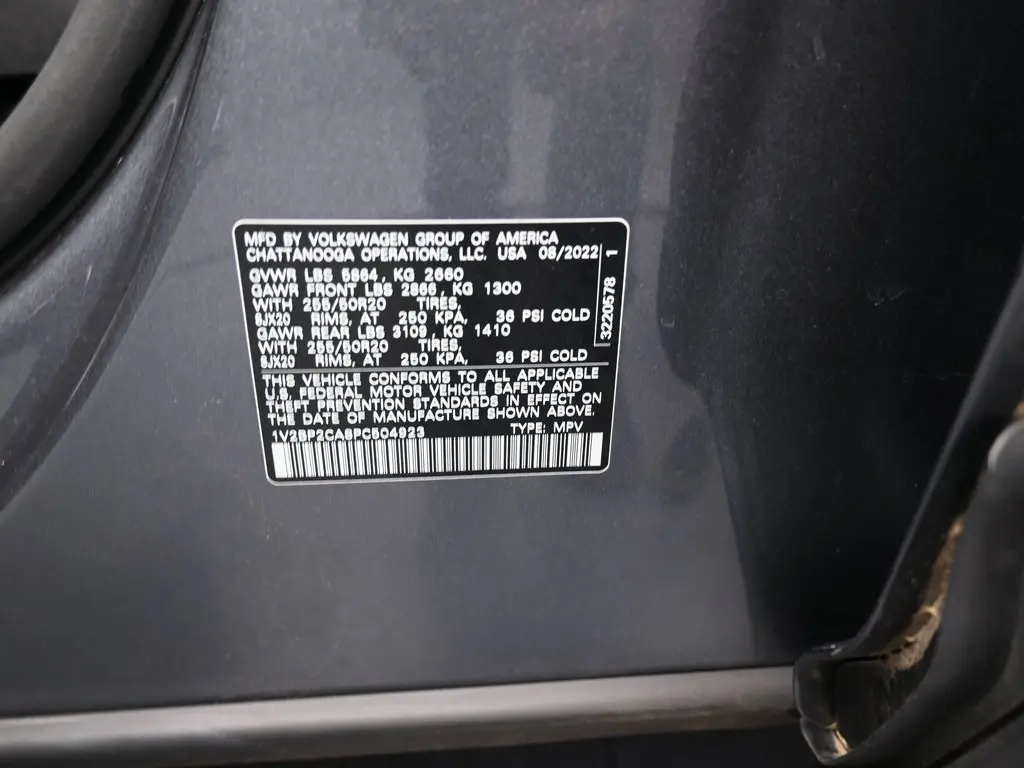 MFD BY VOLKSWAGEN GROUP OF AMERICA
CHATTANOOGA OPERATIONS, LLC. USA 08/2022
GVWR LBS 5864, KG 2660
GAWR FRONT LBS 2866, KG 1300
WITH 255/50R20 TIRES,
8JX20 RIMS, AT 250 KPA, 36 PSI COLD
GAWR REAR LBS 3109, KG 1410
WITH 255/50R20 TIRES,
8JX20 RIMS, AT 250 KPA, 36 PSI COLD
3220578 1
THIS VEHICLE CONFORMS TO ALL APPLICABLE
U.S. FEDERAL MOTOR VEHICLE SAFETY AND
THEFT PREVENTION STANDARDS IN EFFECT ON
THE DATE OF MANUFACTURE SHOWN ABOVE.
TYPE: MPV